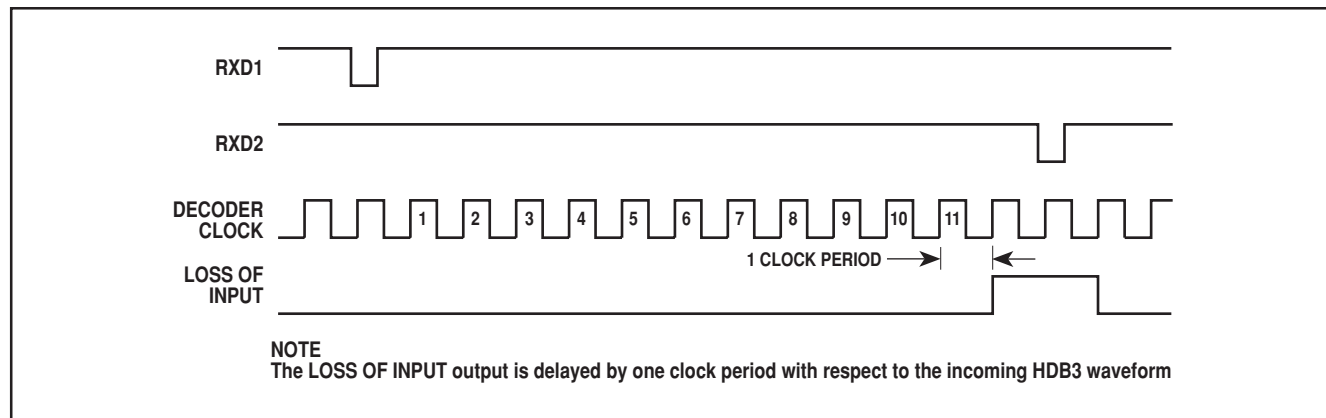 RXD1
RXD2
DECODER
CLOCK
1 2 3 4 5 6 7 8 9 10 11
1 CLOCK PERIOD
LOSS OF
INPUT
NOTE
The LOSS OF INPUT output is delayed by one clock period with respect to the incoming HDB3 waveform